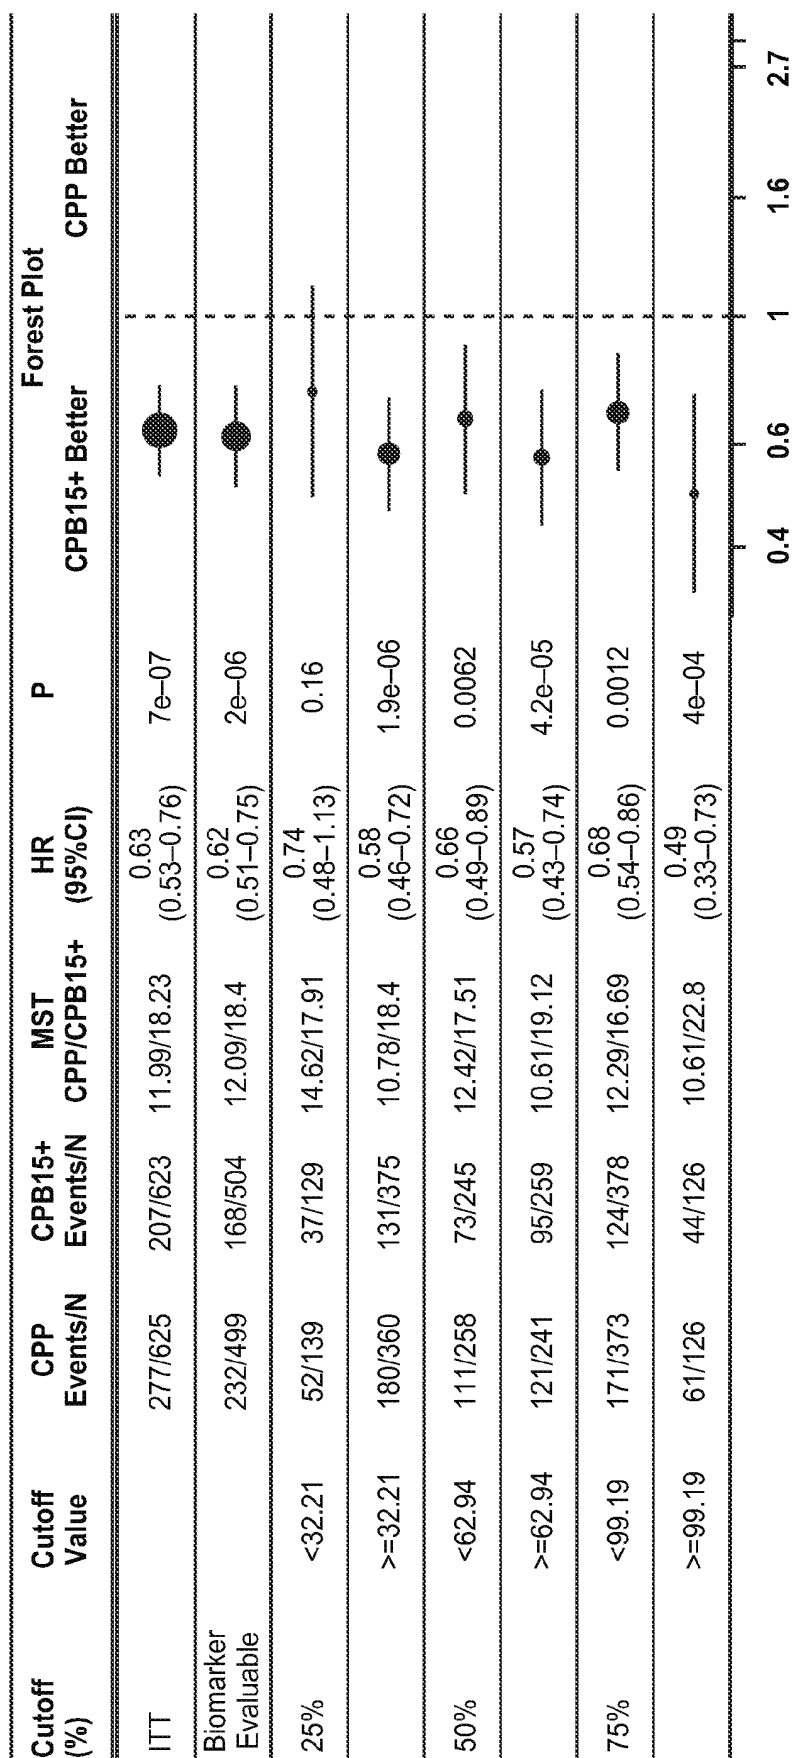 Cutoff (%) Cutoff Value CPP Events/N CPB15+ Events/N MST CPP/CPB15+ HR (95%CI) P Forest Plot CPB15+ Better CPP Better
ITT 277/625 207/623 11.99/18.23 0.63 (0.53–0.76) 7e–07
Biomarker Evaluable 232/499 168/504 12.09/18.4 0.62 (0.51–0.75) 2e–06
25% <32.21 52/139 37/129 14.62/17.91 0.74 (0.48–1.13) 0.16
>=32.21 180/360 131/375 10.78/18.4 0.58 (0.46–0.72) 1.9e–06
50% <62.94 111/258 73/245 12.42/17.51 0.66 (0.49–0.89) 0.0062
>=62.94 121/241 95/259 10.61/19.12 0.57 (0.43–0.74) 4.2e–05
75% <99.19 171/373 124/378 12.29/16.69 0.68 (0.54–0.86) 0.0012
>=99.19 61/126 44/126 10.61/22.8 0.49 (0.33–0.73) 4e–04
0.4 0.6 1 1.6 2.7